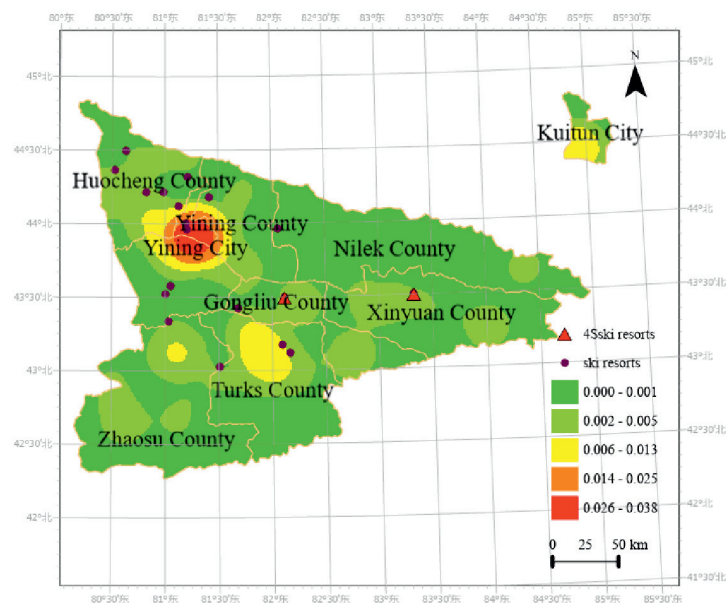 80°东 80°30'东 81°东 81°30'东 82°东 82°30'东 83°东 83°30'东 84°东 84°30'东 85°东 85°30'东
45°北
45°北
N
Kuitun City
44°30'北
44°30'北
Huocheng County
44°北
44°北
Yining County
Yining City
Nilek County
43°30'北
43°30'北
Gongliu County
Xinyuan County
4Sski resorts
ski resorts
43°北
43°北
Turks County
0.000 - 0.001
0.002 - 0.005
42°30'北
42°30'北
Zhaosu County
0.006 - 0.013
0.014 - 0.025
0.026 - 0.038
42°北
42°北
0 25 50 km
41°30'北
80°30'东 81°东 81°30'东 82°东 82°30'东 83°东 83°30'东 84°东 84°30'东 85°东 85°30'东